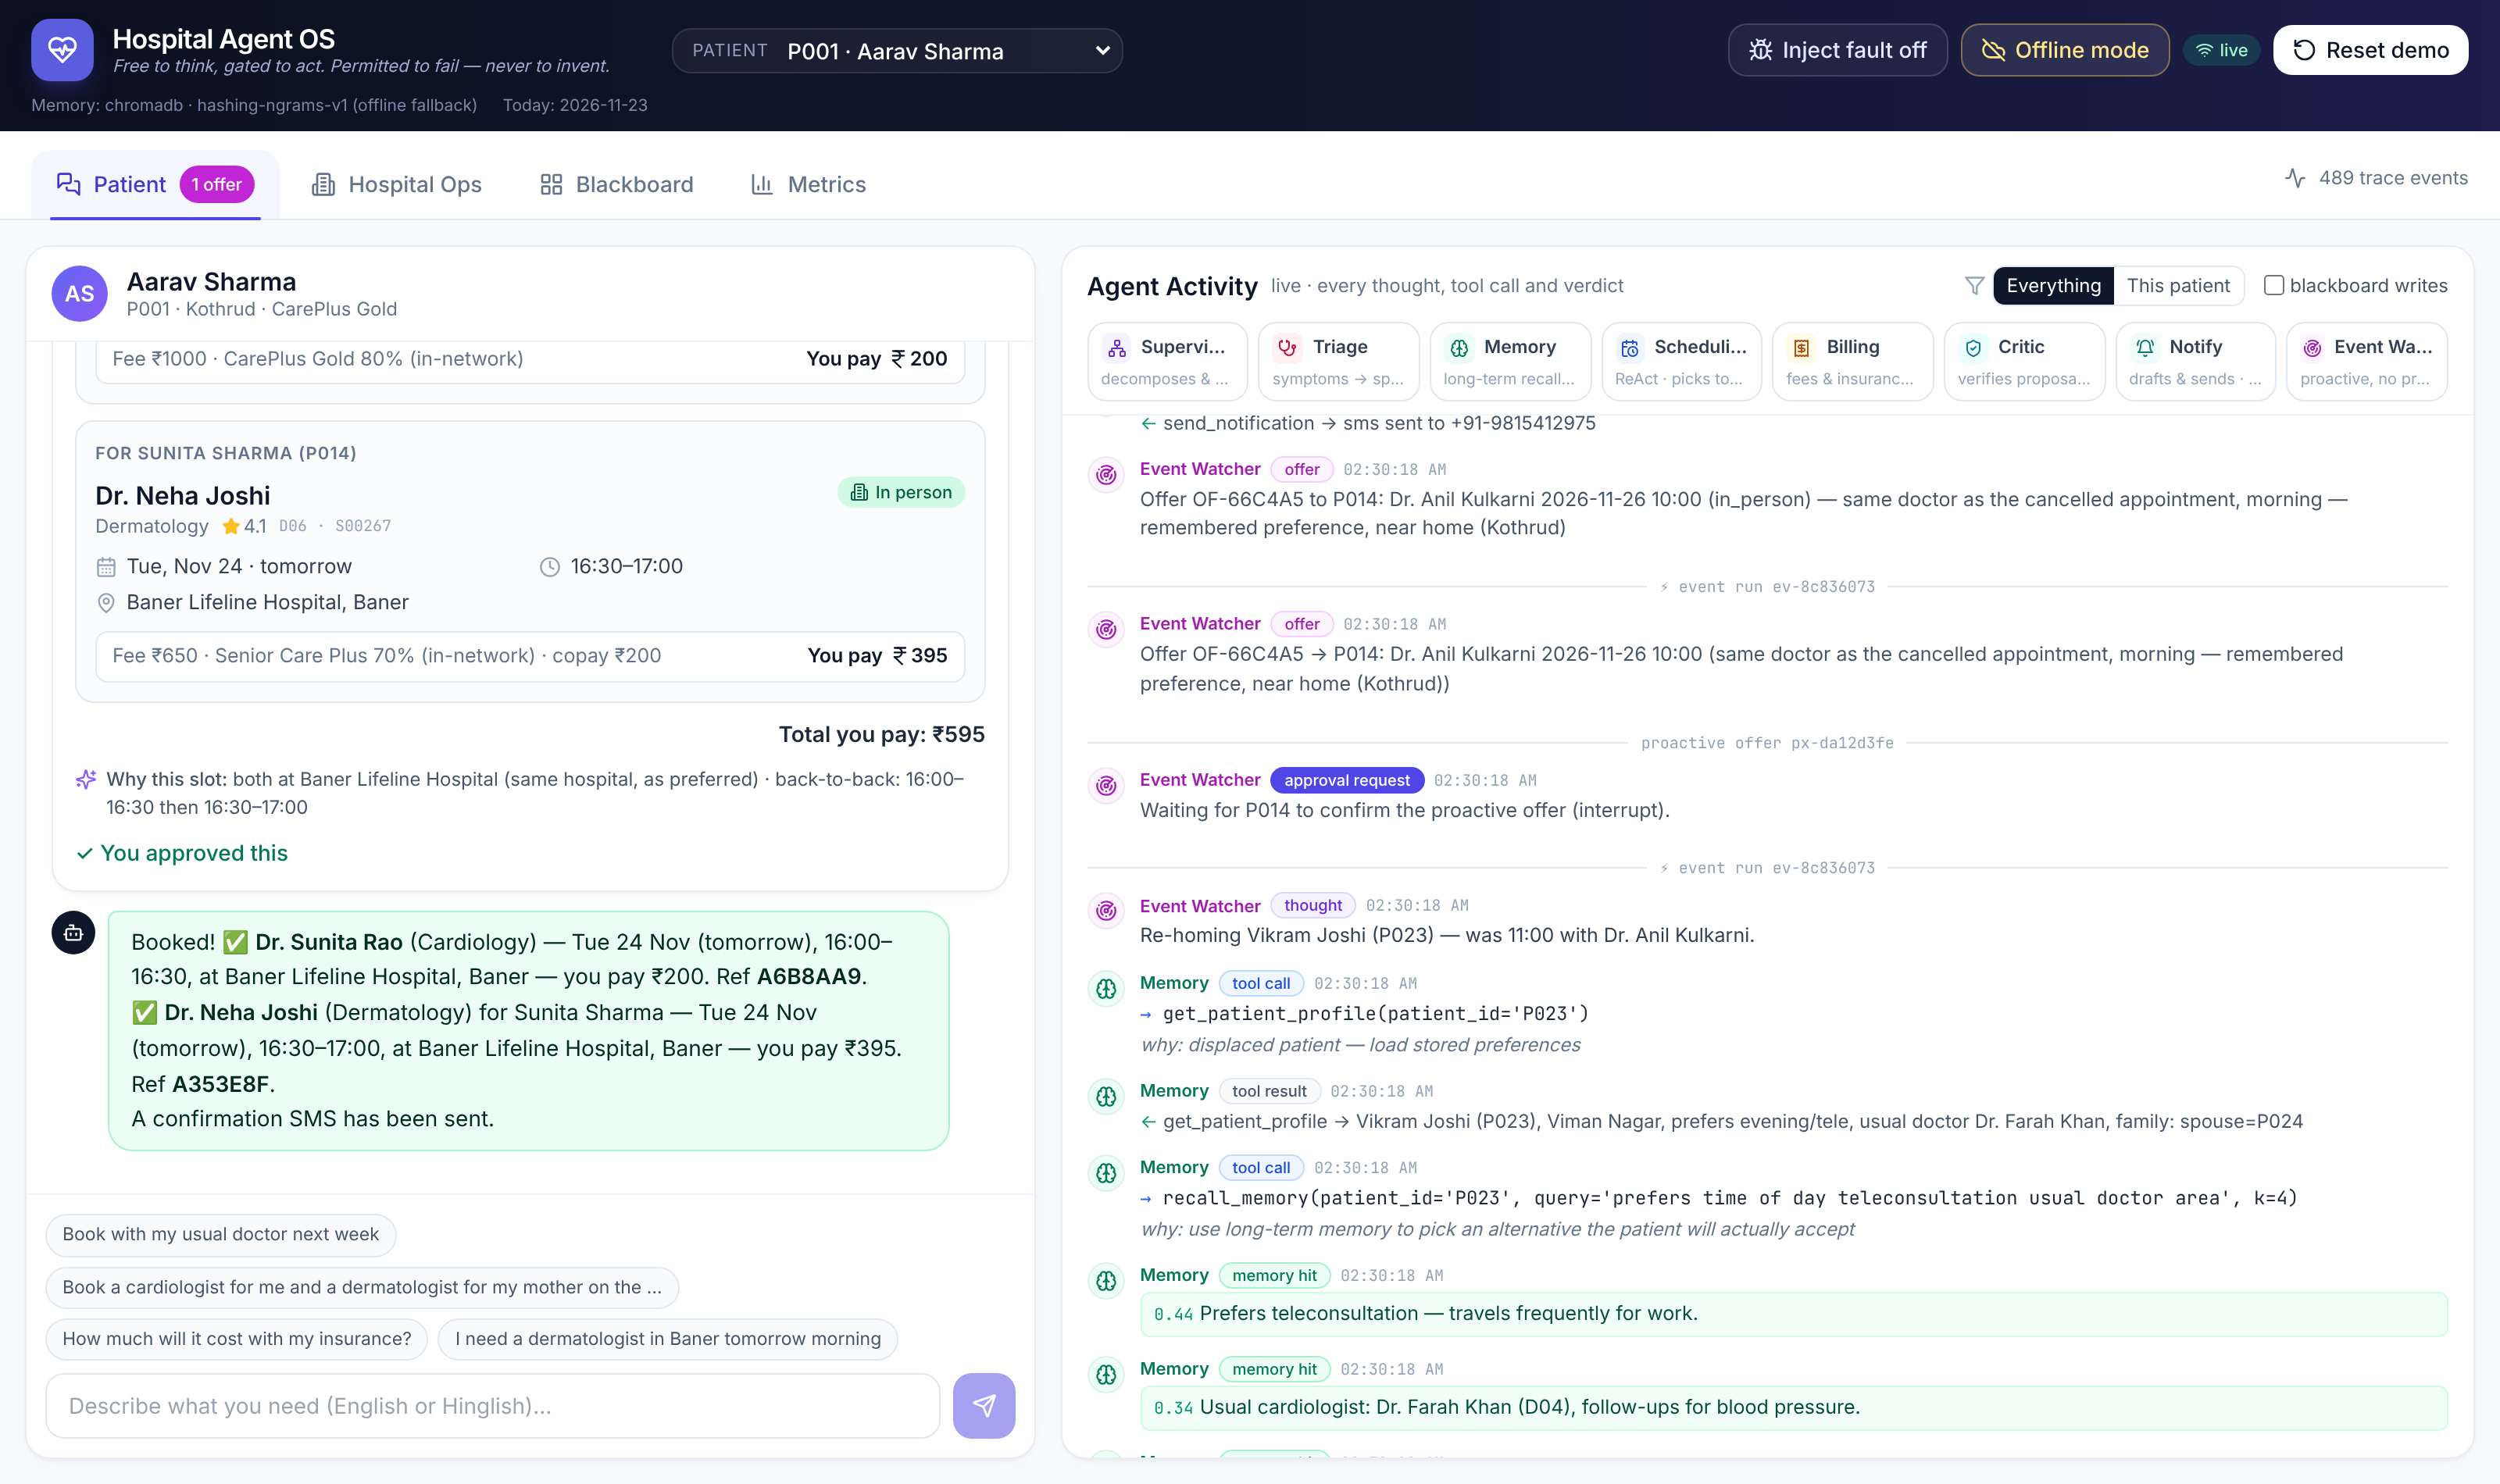 Hospital Agent OS
Free to think, gated to act. Permitted to fail — never to invent.
PATIENT P001 · Aarav Sharma
Inject fault off
Offline mode
live
Reset demo
Memory: chromadb · hashing-ngrams-v1 (offline fallback) Today: 2026-11-23
Patient 1 offer
Hospital Ops
Blackboard
Metrics
489 trace events
AS
Aarav Sharma
P001 · Kothrud · CarePlus Gold
Fee ₹1000 · CarePlus Gold 80% (in-network) You pay ₹200
FOR SUNITA SHARMA (P014)
Dr. Neha Joshi
In person
Dermatology 4.1 D06 · S00267
Tue, Nov 24 · tomorrow 16:30–17:00
Baner Lifeline Hospital, Baner
Fee ₹650 · Senior Care Plus 70% (in-network) · copay ₹200 You pay ₹395
Total you pay: ₹595
Why this slot: both at Baner Lifeline Hospital (same hospital, as preferred) · back-to-back: 16:00–
16:30 then 16:30–17:00
✓ You approved this
Booked! ✅ Dr. Sunita Rao (Cardiology) — Tue 24 Nov (tomorrow), 16:00–
16:30, at Baner Lifeline Hospital, Baner — you pay ₹200. Ref A6B8AA9.
✅ Dr. Neha Joshi (Dermatology) for Sunita Sharma — Tue 24 Nov
(tomorrow), 16:30–17:00, at Baner Lifeline Hospital, Baner — you pay ₹395.
Ref A353E8F.
A confirmation SMS has been sent.
Book with my usual doctor next week
Book a cardiologist for me and a dermatologist for my mother on the ...
How much will it cost with my insurance?
I need a dermatologist in Baner tomorrow morning
Describe what you need (English or Hinglish)...
Agent Activity live · every thought, tool call and verdict
Everything This patient blackboard writes
Supervi... decomposes & ...
Triage symptoms → sp...
Memory long-term recall...
Scheduli... ReAct · picks to...
Billing fees & insuranc...
Critic verifies proposa...
Notify drafts & sends · ...
Event Wa... proactive, no pr...
← send_notification → sms sent to +91-9815412975
Event Watcher offer 02:30:18 AM
Offer OF-66C4A5 to P014: Dr. Anil Kulkarni 2026-11-26 10:00 (in_person) — same doctor as the cancelled appointment, morning —
remembered preference, near home (Kothrud)
⚡ event run ev-8c836073
Event Watcher offer 02:30:18 AM
Offer OF-66C4A5 → P014: Dr. Anil Kulkarni 2026-11-26 10:00 (same doctor as the cancelled appointment, morning — remembered
preference, near home (Kothrud))
proactive offer px-da12d3fe
Event Watcher approval request 02:30:18 AM
Waiting for P014 to confirm the proactive offer (interrupt).
⚡ event run ev-8c836073
Event Watcher thought 02:30:18 AM
Re-homing Vikram Joshi (P023) — was 11:00 with Dr. Anil Kulkarni.
Memory tool call 02:30:18 AM
→ get_patient_profile(patient_id='P023')
why: displaced patient — load stored preferences
Memory tool result 02:30:18 AM
← get_patient_profile → Vikram Joshi (P023), Viman Nagar, prefers evening/tele, usual doctor Dr. Farah Khan, family: spouse=P024
Memory tool call 02:30:18 AM
→ recall_memory(patient_id='P023', query='prefers time of day teleconsultation usual doctor area', k=4)
why: use long-term memory to pick an alternative the patient will actually accept
Memory memory hit 02:30:18 AM
0.44 Prefers teleconsultation — travels frequently for work.
Memory memory hit 02:30:18 AM
0.34 Usual cardiologist: Dr. Farah Khan (D04), follow-ups for blood pressure.